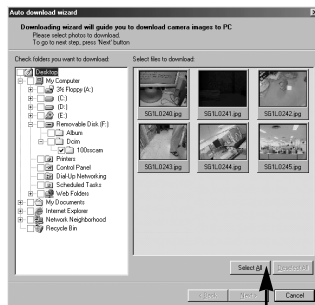 Auto download wizard
Downloading wizard will guide you to download camera images to PC
Please select photos to download.
To go to next step, press 'Next' button
Check folders you want to download:
Select files to download:
Desktop
My Computer
3½ Floppy (A:)
(C:)
(D:)
(E:)
Removable Disk (F:)
Album
Dcim
100sscam
Printers
Control Panel
Dial-Up Networking
Scheduled Tasks
Web Folders
My Documents
Internet Explorer
Network Neighborhood
Recycle Bin
SG1L0240.jpg
SG1L0241.jpg
SG1L0242.jpg
SG1L0243.jpg
SG1L0244.jpg
SG1L0245.jpg
Select All
Deselect All
< Back
Next >
Cancel